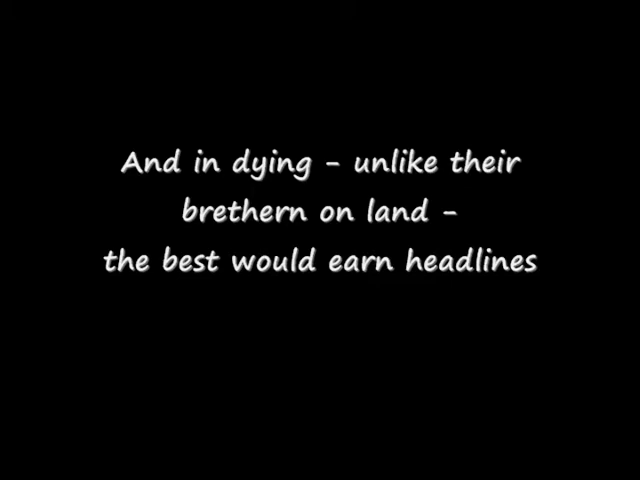 And in dying - unlike their
brethern on land -
the best would earn headlines